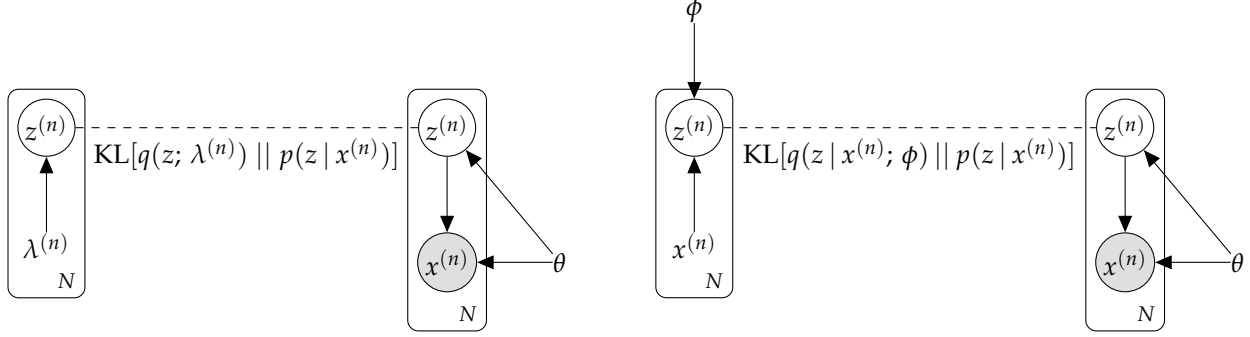 ϕ
z⁽ⁿ⁾
z⁽ⁿ⁾
z⁽ⁿ⁾
z⁽ⁿ⁾
KL[q(z; λ⁽ⁿ⁾) || p(z | x⁽ⁿ⁾)]
KL[q(z | x⁽ⁿ⁾; ϕ) || p(z | x⁽ⁿ⁾)]
λ⁽ⁿ⁾
x⁽ⁿ⁾
θ
x⁽ⁿ⁾
x⁽ⁿ⁾
θ
N
N
N
N